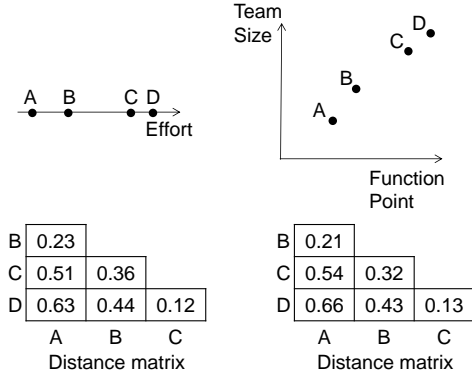 A B C D
Effort
Team
Size
D
C
B
A
Function
Point
B 0.23
C 0.51 0.36
D 0.63 0.44 0.12
A B C
Distance matrix
B 0.21
C 0.54 0.32
D 0.66 0.43 0.13
A B C
Distance matrix